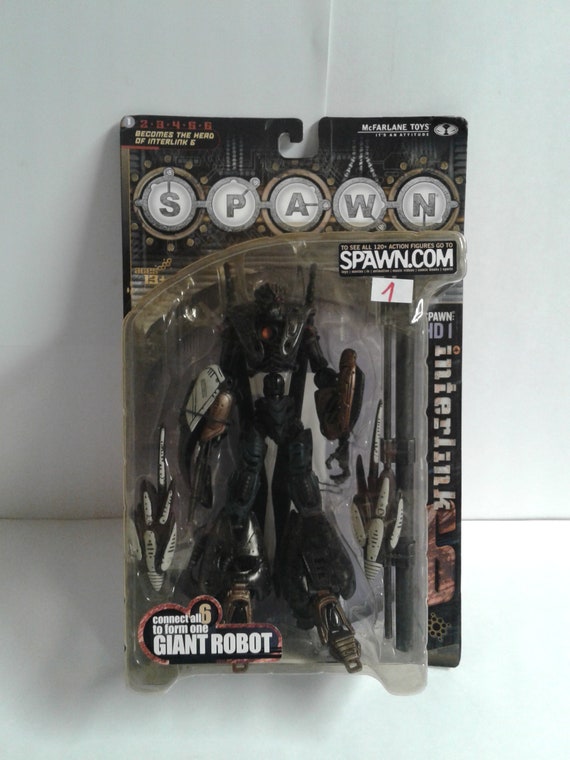 1 2·3·4·5·6
BECOMES THE HEAD
OF INTERLINK 6
McFARLANE TOYS
IT'S AN ATTITUDE
SPAWN
TO SEE ALL 120+ ACTION FIGURES GO TO
SPAWN.COM
1
SPAWN
HD1
interlink
6
connect all 6
to form one
GIANT ROBOT